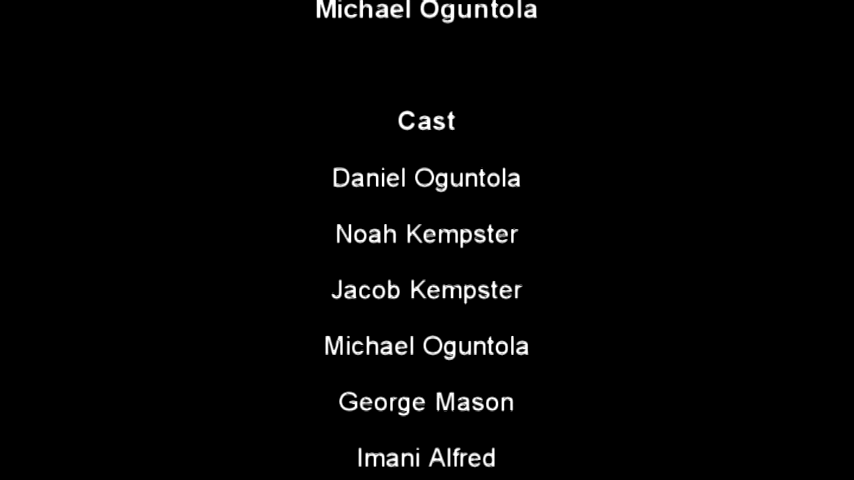 Michael Oguntola
Cast
Daniel Oguntola
Noah Kempster
Jacob Kempster
Michael Oguntola
George Mason
Imani Alfred